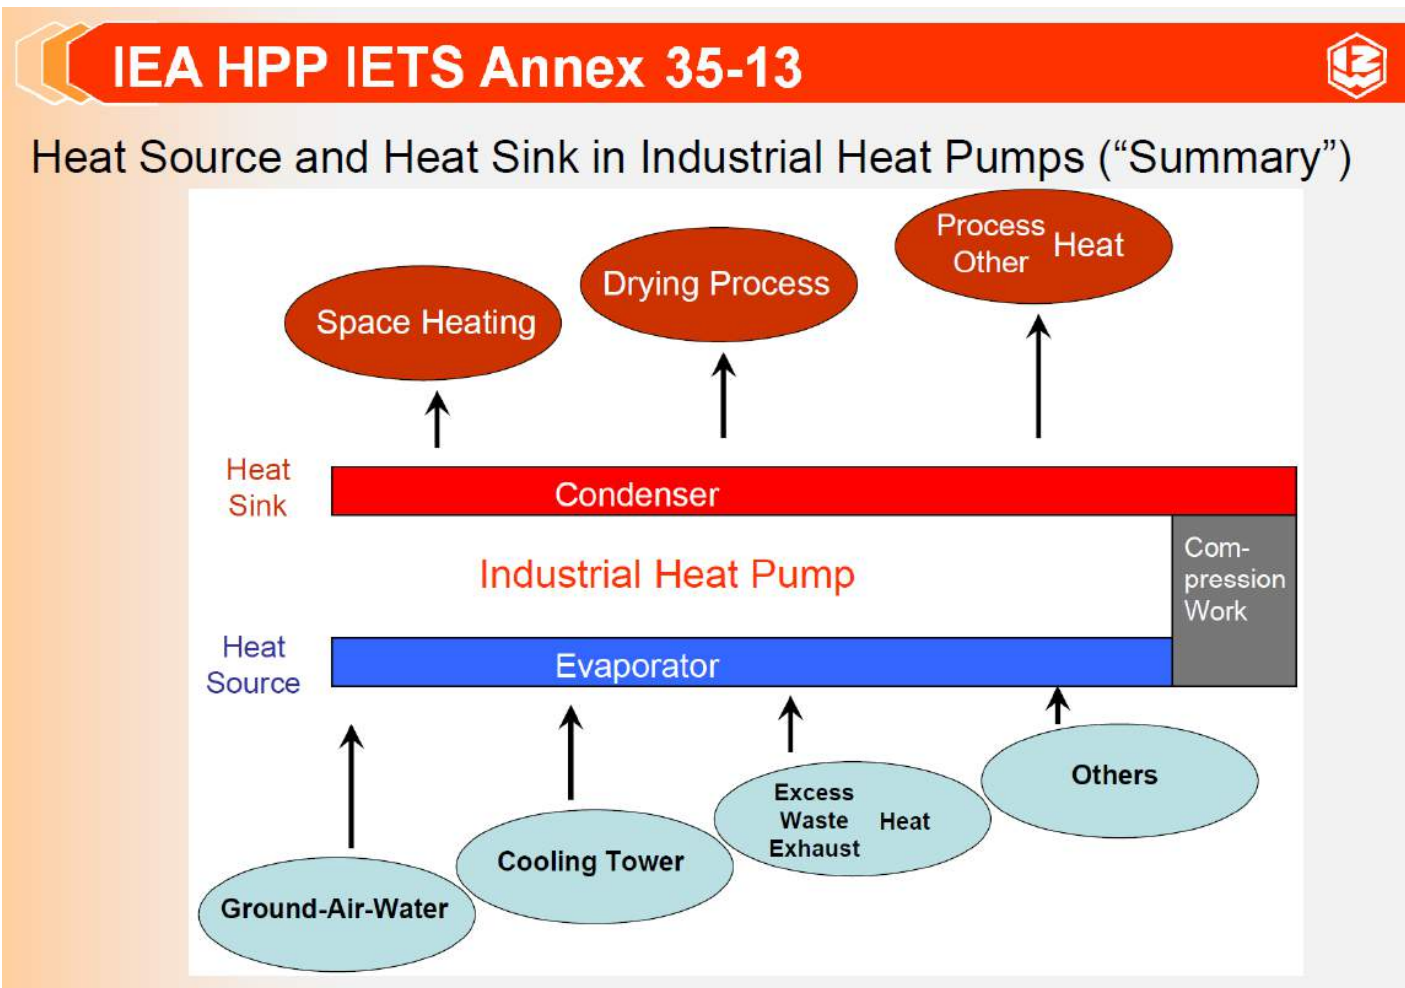 IEA HPP IETS Annex 35-13
Heat Source and Heat Sink in Industrial Heat Pumps (“Summary”)
Space Heating
Drying Process
Process
Other
Heat
Heat
Sink
Condenser
Industrial Heat Pump
Com-
pression
Work
Heat
Source
Evaporator
Ground-Air-Water
Cooling Tower
Excess
Waste
Exhaust
Heat
Others